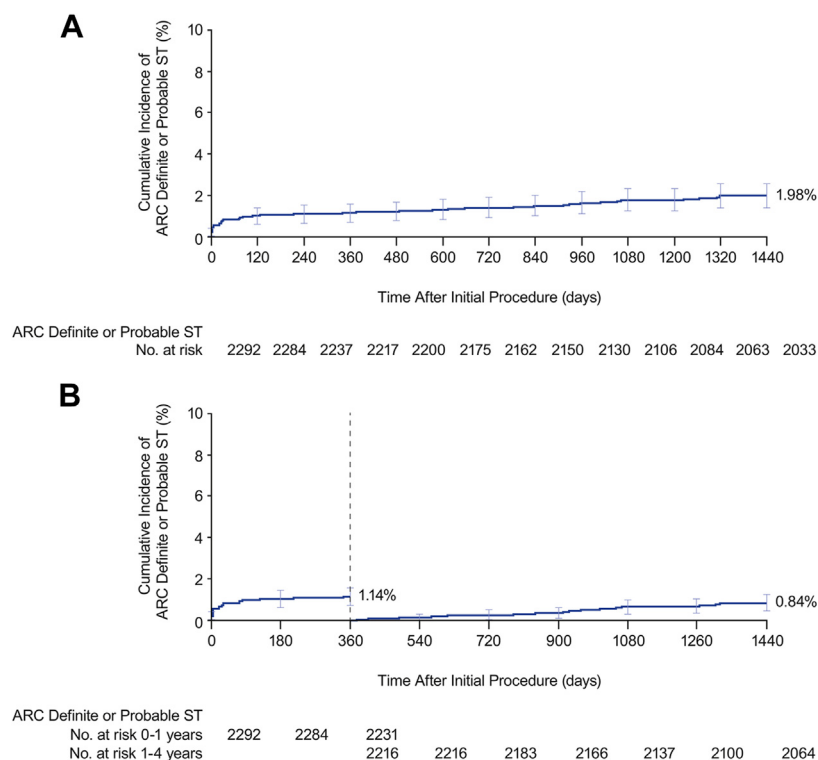 A
Cumulative Incidence of
ARC Definite or Probable ST (%)
10
8
6
4
2
0
1.98%
0 120 240 360 480 600 720 840 960 1080 1200 1320 1440
Time After Initial Procedure (days)
ARC Definite or Probable ST
No. at risk 2292 2284 2237 2217 2200 2175 2162 2150 2130 2106 2084 2063 2033
B
Cumulative Incidence of
ARC Definite or Probable ST (%)
10
8
6
4
2
0
1.14%
0.84%
0 180 360 540 720 900 1080 1260 1440
Time After Initial Procedure (days)
ARC Definite or Probable ST
No. at risk 0-1 years 2292 2284 2231
No. at risk 1-4 years 2216 2216 2183 2166 2137 2100 2064